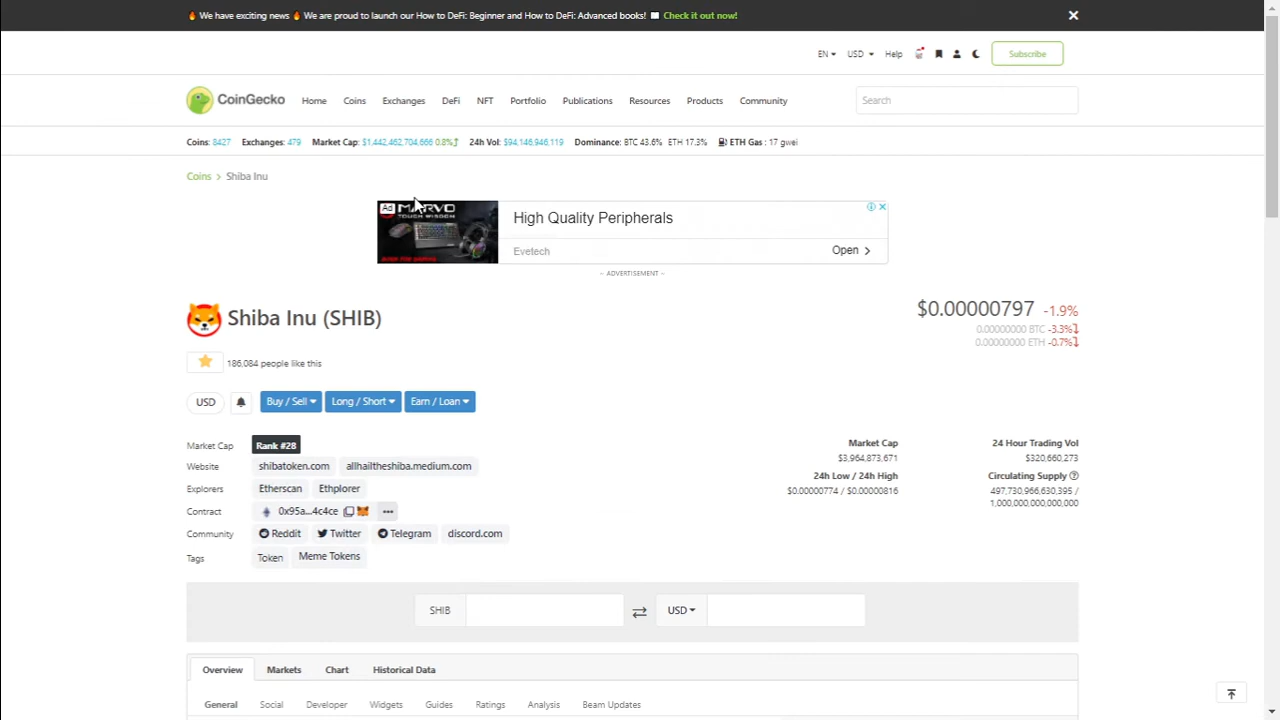 🔥 We have exciting news 🔥 We are proud to launch our How to DeFi: Beginner and How to DeFi: Advanced books! 📖 Check it out now! ✕
EN USD Help Subscribe
CoinGecko Home Coins Exchanges DeFi NFT Portfolio Publications Resources Products Community Search
Coins: 8427 Exchanges: 479 Market Cap: $1,442,462,704,666 0.8% 24h Vol: $94,146,946,119 Dominance: BTC 43.6% ETH 17.3% ETH Gas : 17 gwei
Coins > Shiba Inu
Ad MARVO
TOUCH WISDOM
High Quality Peripherals
Evetech Open >
– ADVERTISEMENT –
Shiba Inu (SHIB)
$0.00000797 -1.9%
0.00000000 BTC -3.3%
0.00000000 ETH -0.7%
186,084 people like this
USD Buy / Sell Long / Short Earn / Loan
Market Cap Rank #28
Website shibatoken.com allhailtheshiba.medium.com
Explorers Etherscan Ethplorer
Contract 0x95a...4c4ce •••
Community Reddit Twitter Telegram discord.com
Tags Token Meme Tokens
Market Cap
$3,964,873,671
24 Hour Trading Vol
$320,660,273
24h Low / 24h High
$0.00000774 / $0.00000816
Circulating Supply ?
497,730,966,630,395 /
1,000,000,000,000,000
SHIB USD
Overview Markets Chart Historical Data
General Social Developer Widgets Guides Ratings Analysis Beam Updates